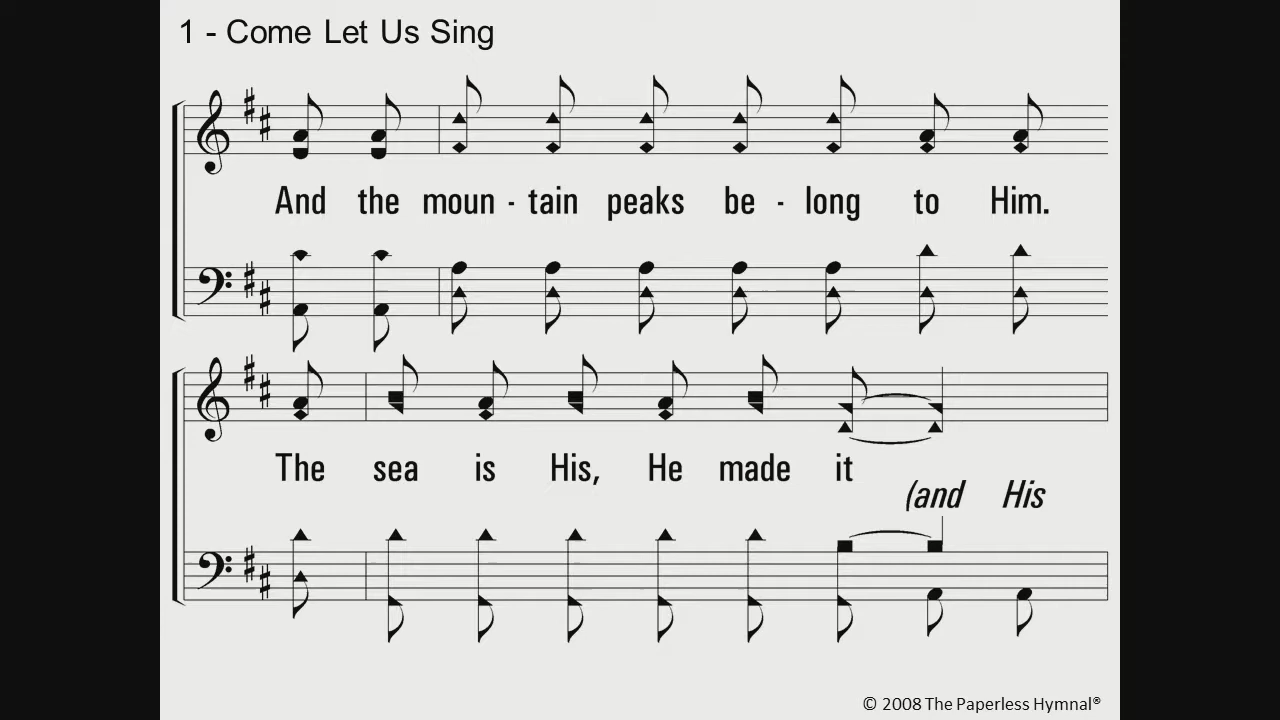 1 - Come Let Us Sing
And the moun - tain peaks be - long to Him.
The sea is His, He made it
(and His
© 2008 The Paperless Hymnal®